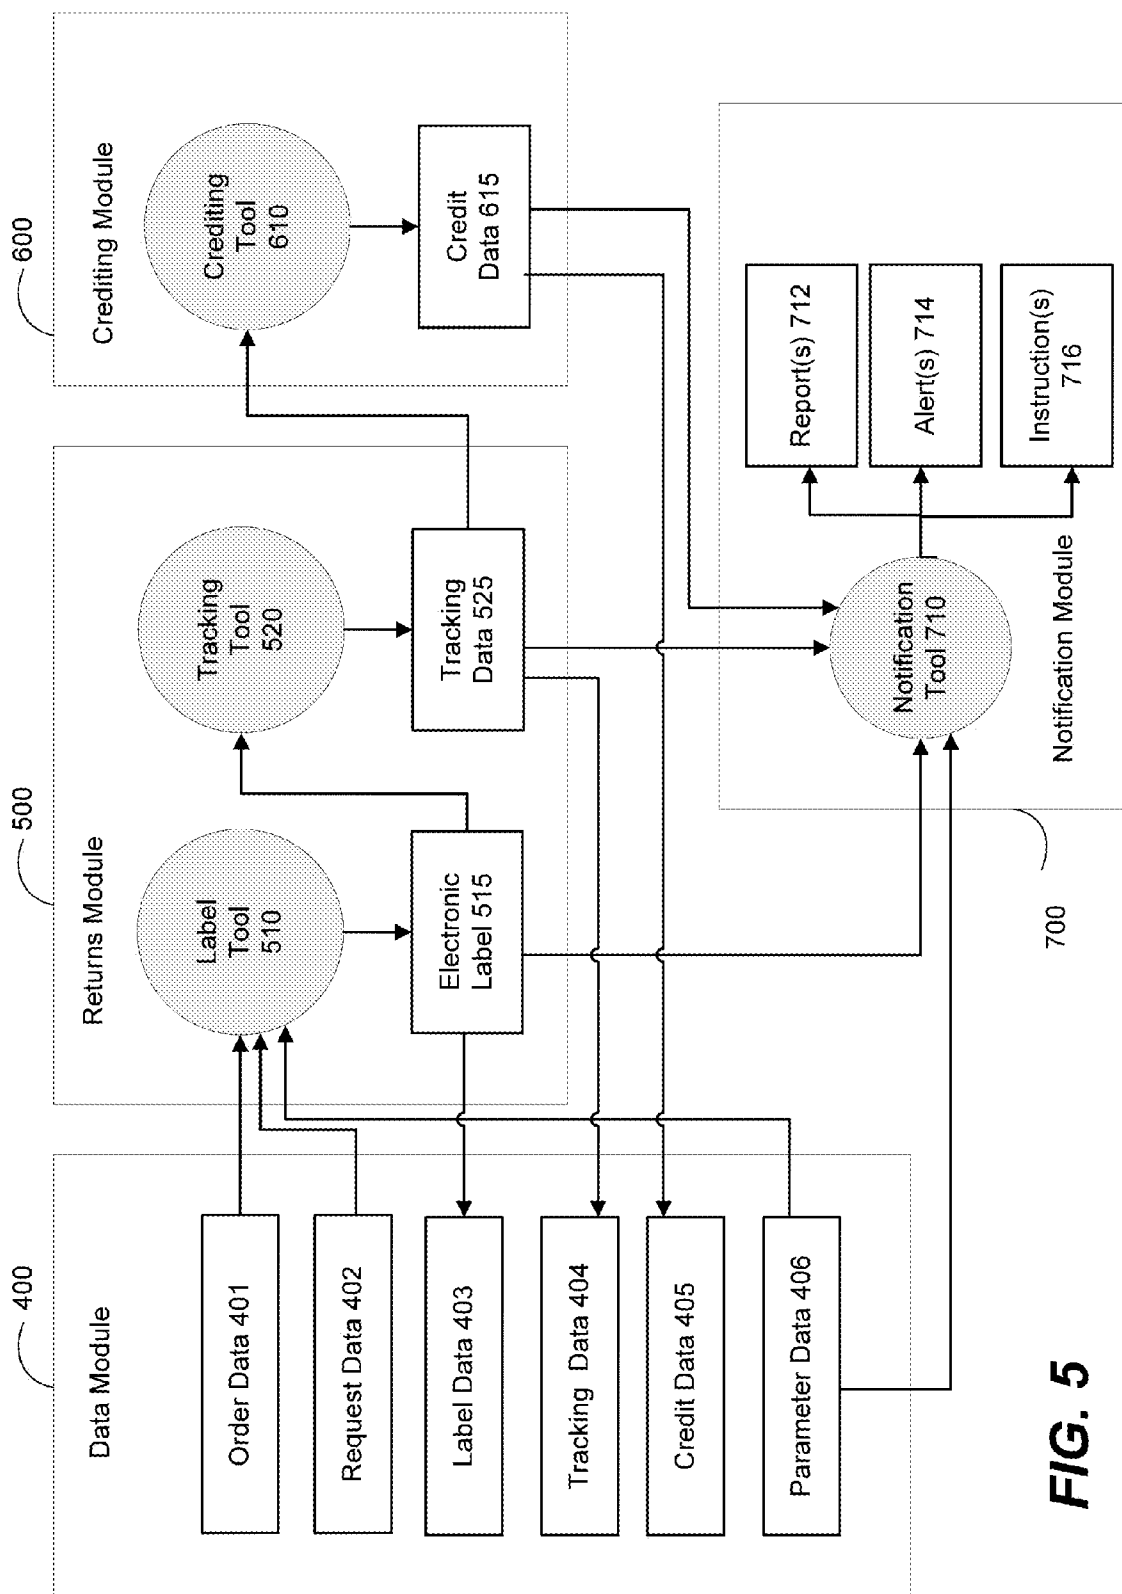 400
Data Module
Order Data 401
Request Data 402
Label Data 403
Tracking Data 404
Credit Data 405
Parameter Data 406
500
Returns Module
Label
Tool
510
Electronic
Label 515
Tracking
Tool
520
Tracking
Data 525
600
Crediting Module
Crediting
Tool
610
Credit
Data 615
700
Notification Module
Notification
Tool 710
Report(s) 712
Alert(s) 714
Instruction(s)
716
FIG. 5